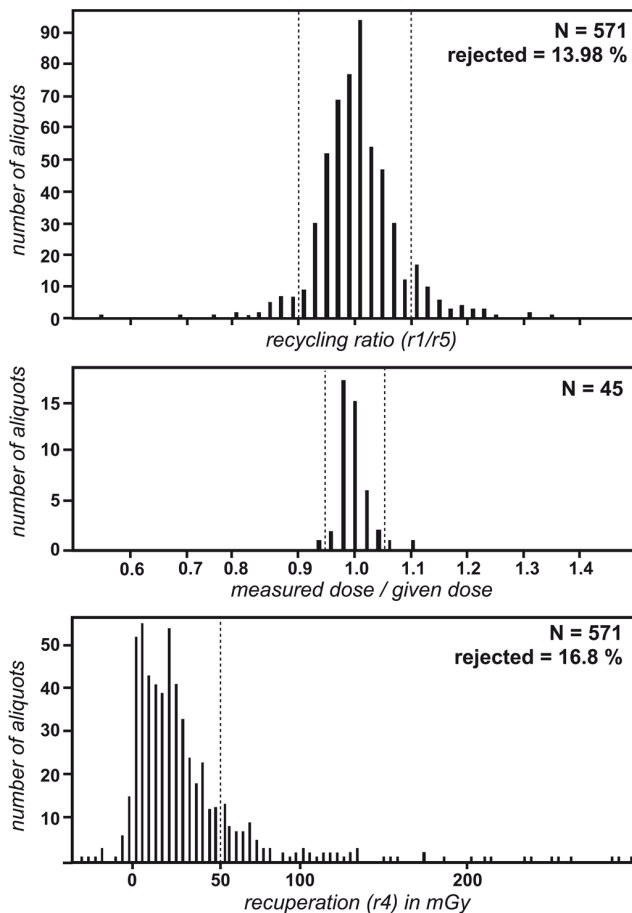 N = 571
rejected = 13.98 %
number of aliquots
90
80
70
60
50
40
30
20
10
0
recycling ratio (r1/r5)
N = 45
number of aliquots
15
10
5
0
0.6 0.7 0.8 0.9 1.0 1.1 1.2 1.3 1.4
measured dose / given dose
N = 571
rejected = 16.8 %
number of aliquots
50
40
30
20
10
0 50 100 200
recuperation (r4) in mGy